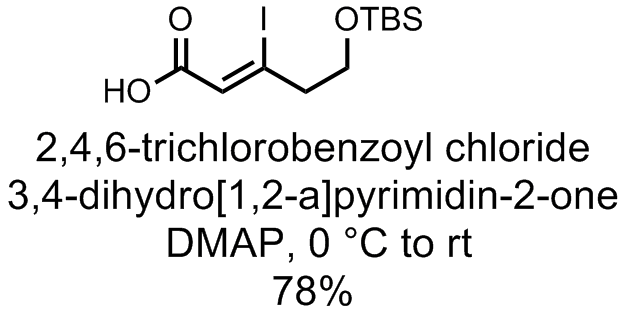 O
I
OTBS
HO
2,4,6-trichlorobenzoyl chloride
3,4-dihydro[1,2-a]pyrimidin-2-one
DMAP, 0 °C to rt
78%